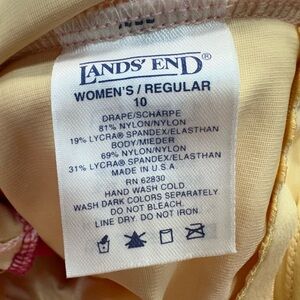 LANDS' END®
WOMEN'S / REGULAR
10
DRAPE/SCHARPE
81% NYLON/NYLON
19% LYCRA® SPANDEX/ELASTHAN
BODY/MIEDER
69% NYLON/NYLON
31% LYCRA® SPANDEX/ELASTHAN
MADE IN U.S.A.
RN 62830
HAND WASH COLD.
WASH DARK COLORS SEPARATELY.
DO NOT BLEACH.
LINE DRY. DO NOT IRON.